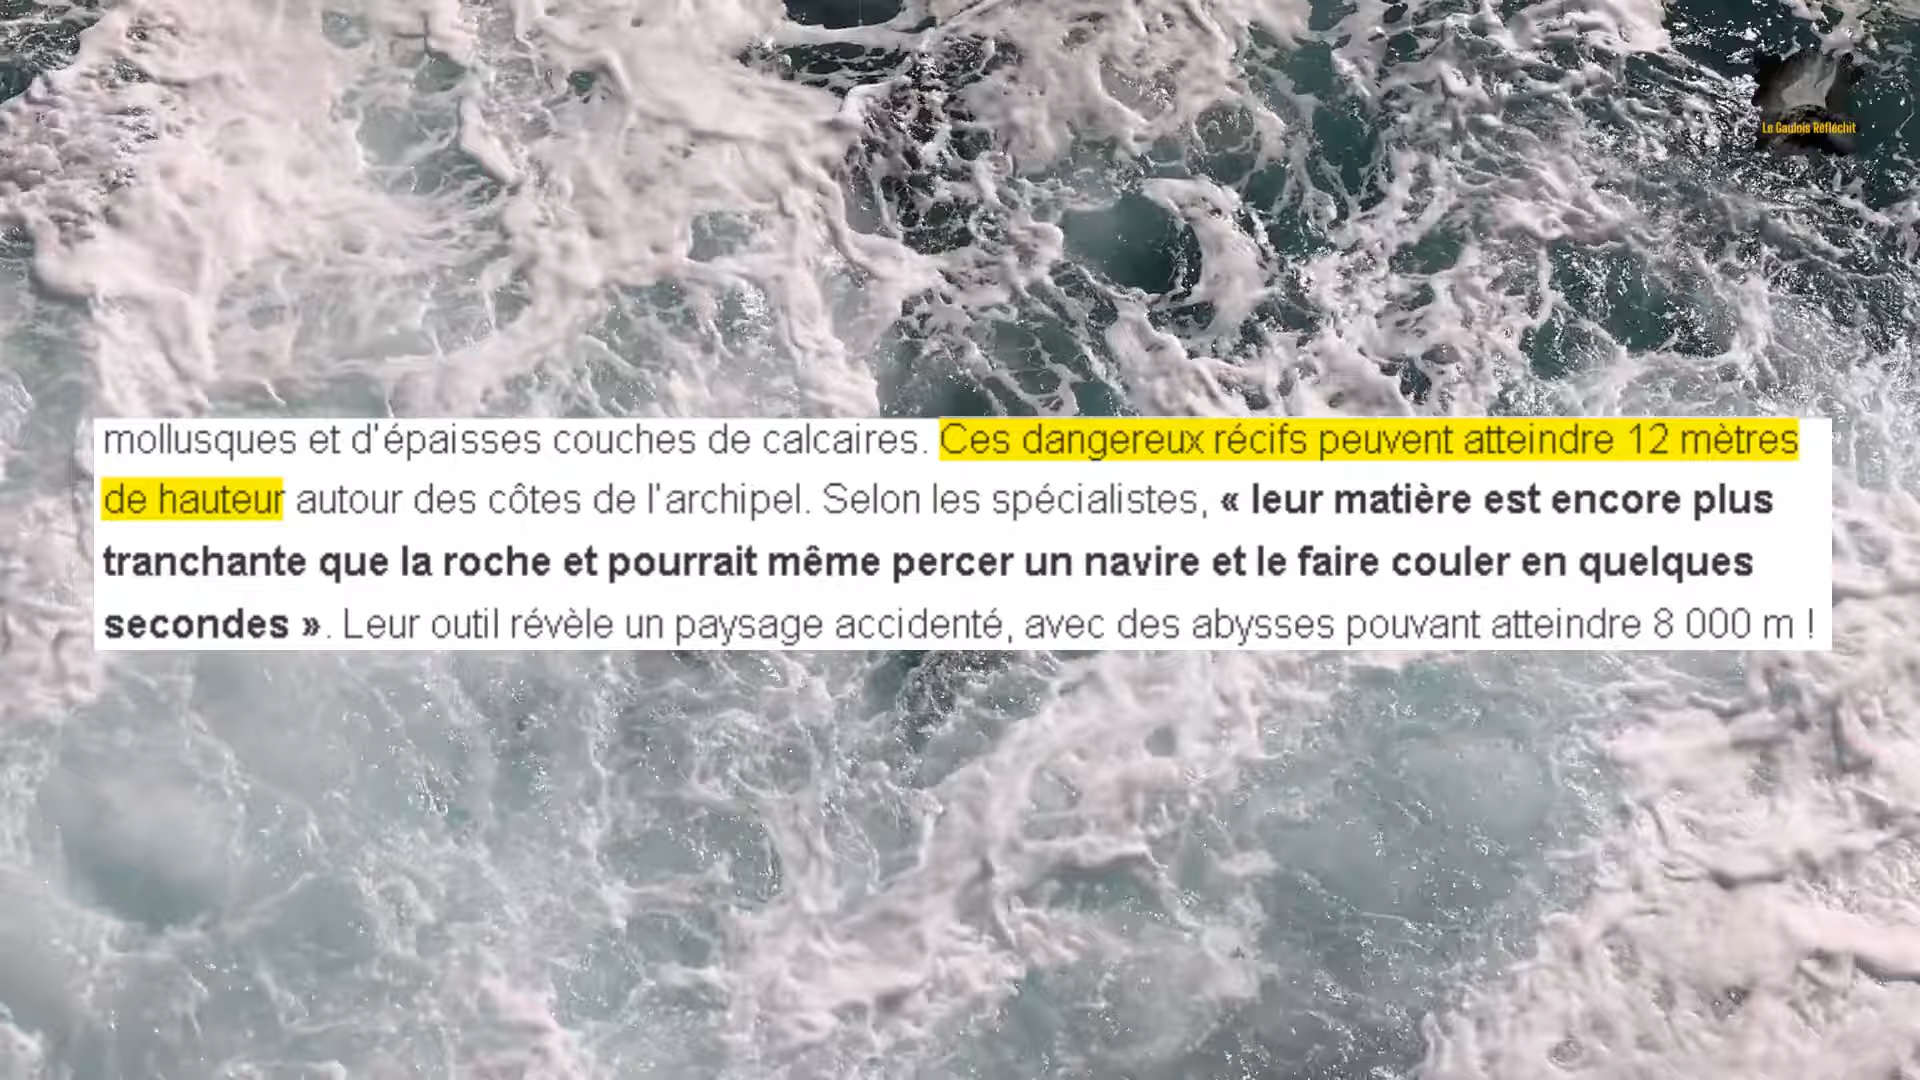 Le Gaulois Réfléchit
mollusques et d'épaisses couches de calcaires. Ces dangereux récifs peuvent atteindre 12 mètres
de hauteur autour des côtes de l'archipel. Selon les spécialistes, « leur matière est encore plus
tranchante que la roche et pourrait même percer un navire et le faire couler en quelques
secondes ». Leur outil révèle un paysage accidenté, avec des abysses pouvant atteindre 8 000 m !